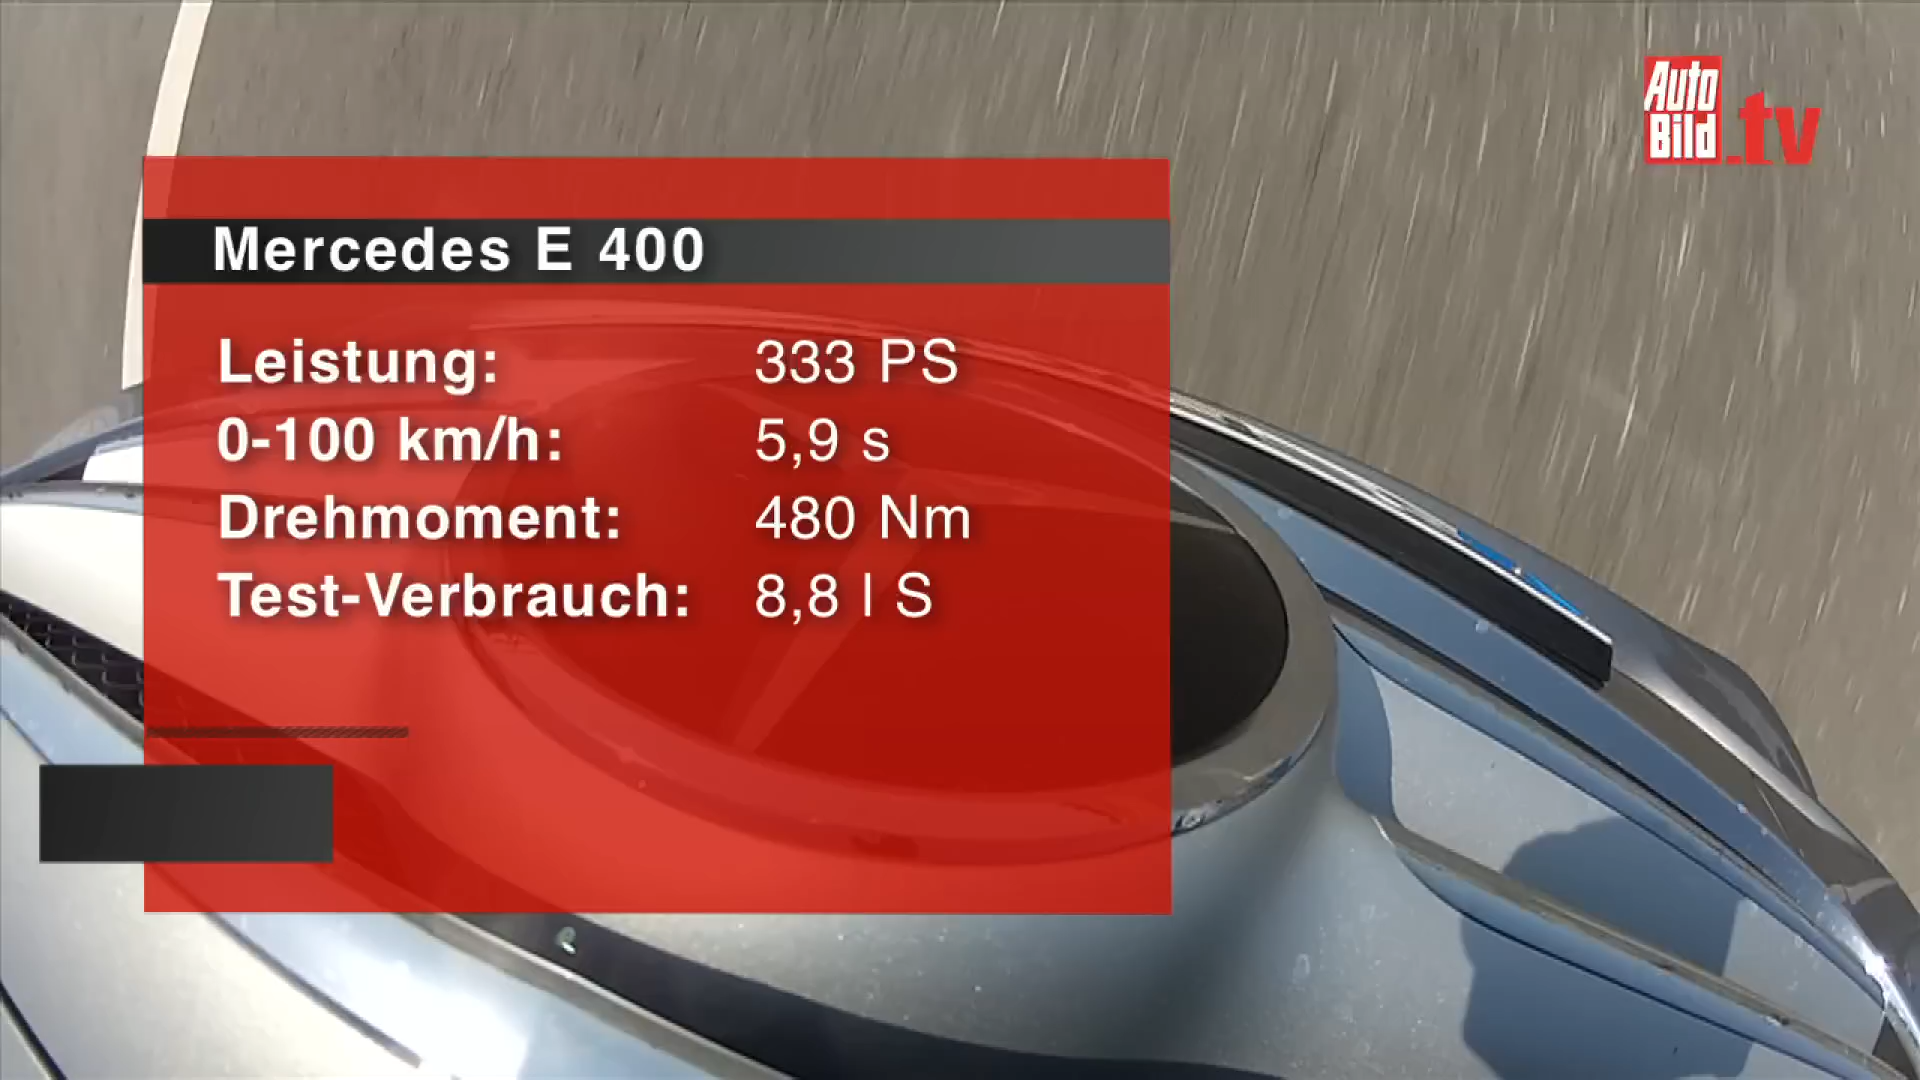 Auto
Bild.tv
Mercedes E 400
Leistung: 333 PS
0-100 km/h: 5,9 s
Drehmoment: 480 Nm
Test-Verbrauch: 8,8 l S